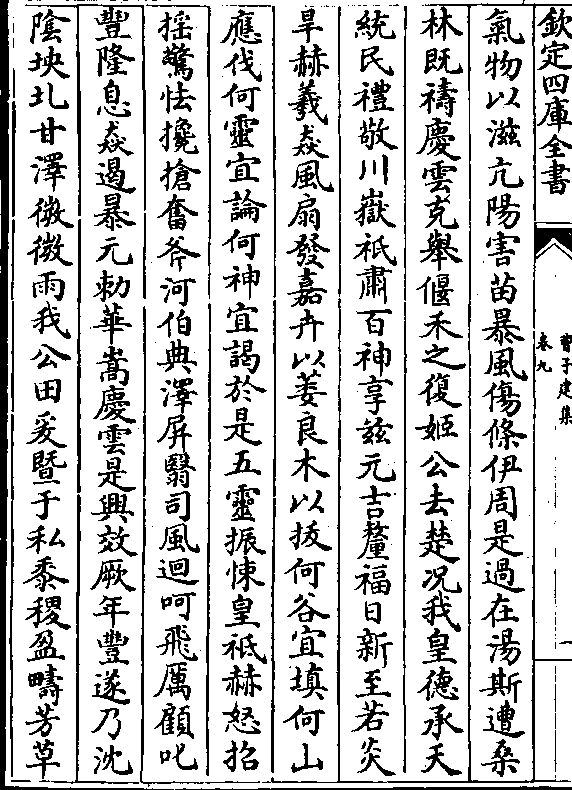 欽定四庫全書
曹子建集
卷九
一
氣物以滋亢陽害苗暴風傷條伊周是過在湯斯遭桑
林既禱慶雲克舉偃禾之復姬公去楚况我皇德承天
統民禮敬川嶽祇肅百神享兹元吉釐福日新至若炎
旱赫羲猋風扇發嘉卉以萎良木以拔何谷宜填何山
應伐何靈宜論何神宜謁於是五靈振悚皇祗赫怒招
揺驚怯攙搶奮斧河伯典澤屏翳司風迴呵飛厲顧叱
豐隆息猋遏暴元勅華嵩慶雲是興效厥年豐遂乃沈
陰坱圠甘澤微微雨我公田爰暨于私黍稷盈疇芳草